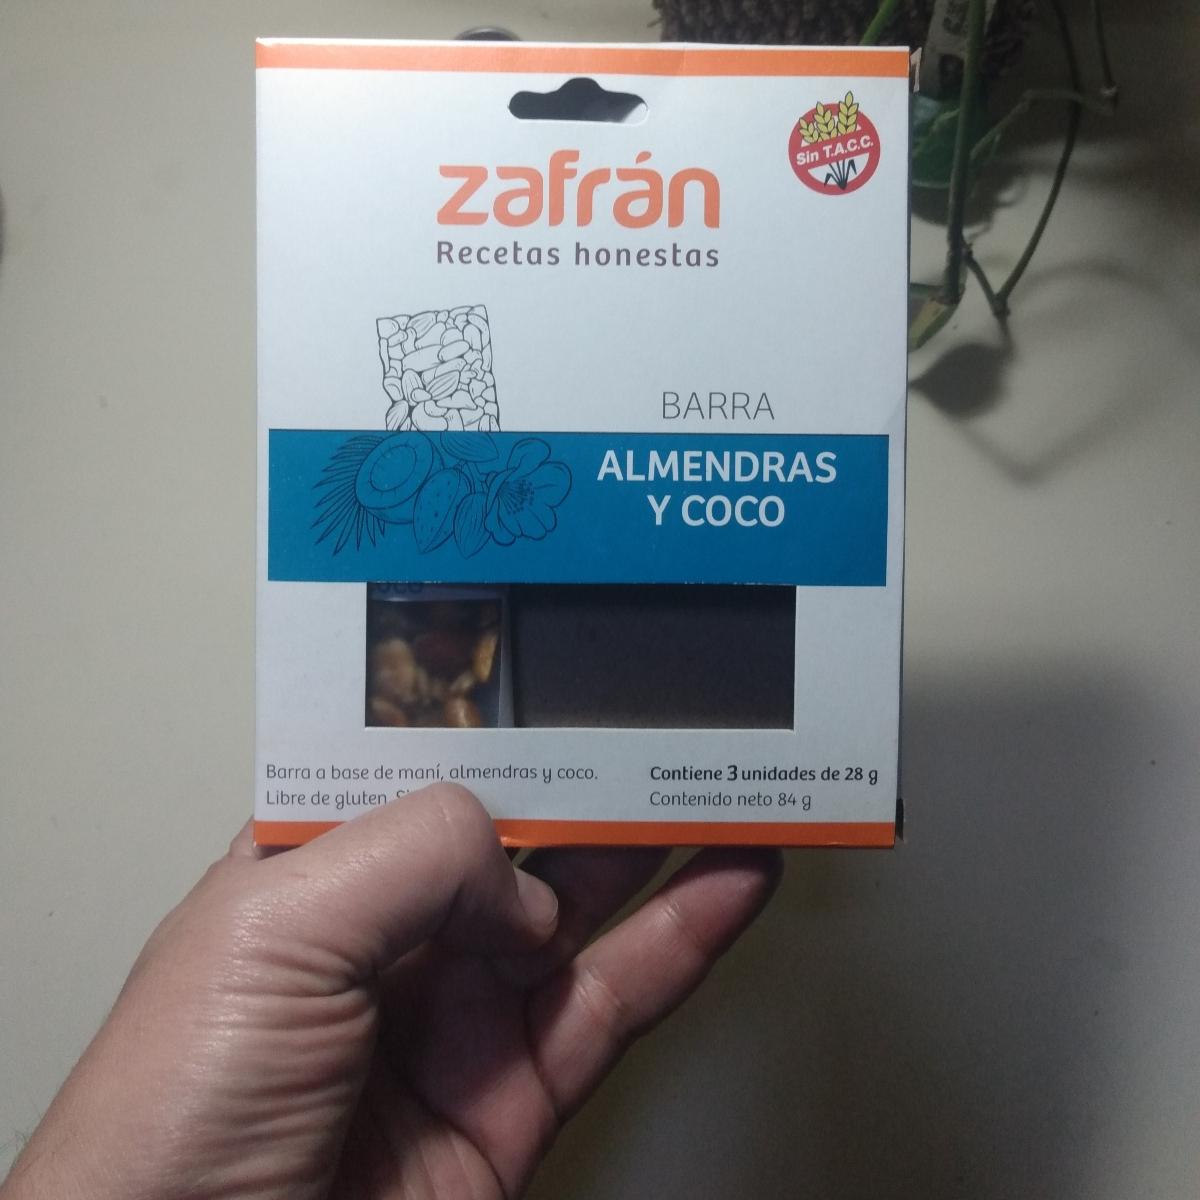 Sin T.A.C.C.
zafrán
Recetas honestas
BARRA
ALMENDRAS
Y COCO
Barra a base de maní, almendras y coco.
Libre de gluten.
Contiene 3 unidades de 28 g
Contenido neto 84 g